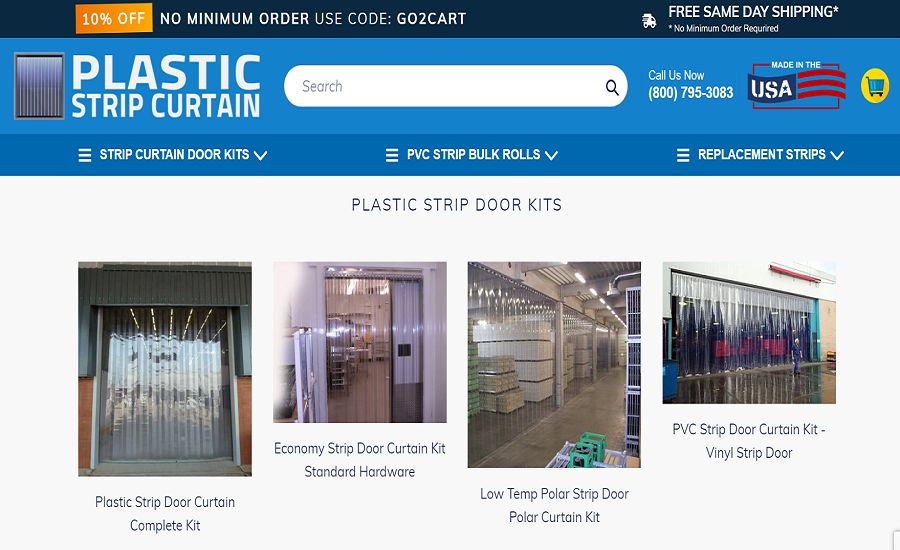 10% OFF NO MINIMUM ORDER USE CODE: GO2CART
FREE SAME DAY SHIPPING*
* No Minimum Order Requrired
PLASTIC
STRIP CURTAIN
Search
Call Us Now
(800) 795-3083
MADE IN THE
USA
STRIP CURTAIN DOOR KITS
PVC STRIP BULK ROLLS
REPLACEMENT STRIPS
PLASTIC STRIP DOOR KITS
Plastic Strip Door Curtain
Complete Kit
Economy Strip Door Curtain Kit
Standard Hardware
Low Temp Polar Strip Door
Polar Curtain Kit
PVC Strip Door Curtain Kit -
Vinyl Strip Door